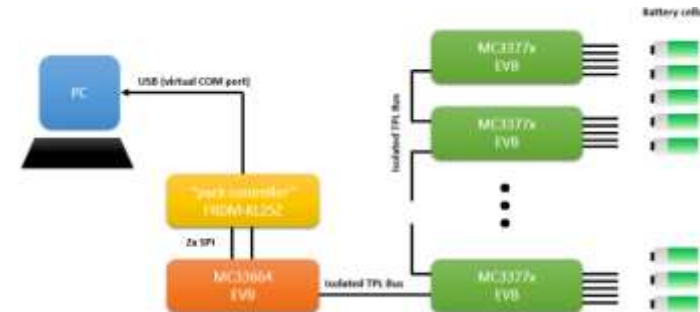 Battery cells
MC3377x
EVB
USB (virtual COM port)
PC
Isolated TPL Bus
MC3377x
EVB
"pack controller"
FRDM-KL25Z
2x SPI
MC33664
EVB
Isolated TPL Bus
MC3377x
EVB